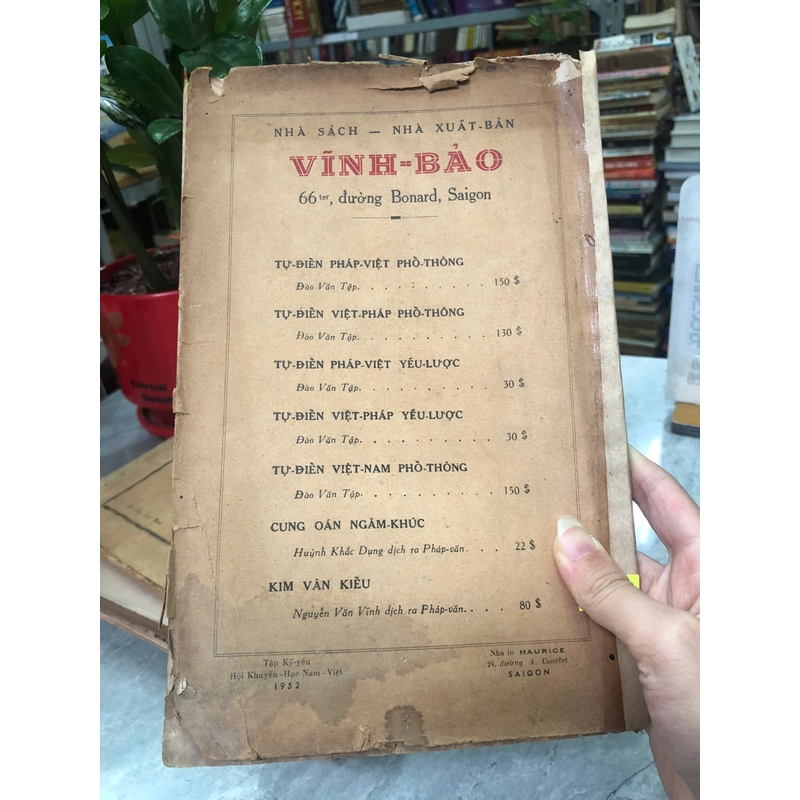 NHÀ SÁCH — NHÀ XUẤT-BẢN
VĨNH-BẢO
66 ter, đường Bonard, Saigon
TỰ-ĐIỂN PHÁP-VIỆT PHỔ-THÔNG
Đào Văn Tập. . . . . . . . . . 150 $
TỰ-ĐIỂN VIỆT-PHÁP PHỔ-THÔNG
Đào Văn Tập. . . . . . . . . . 130 $
TỰ-ĐIỂN PHÁP-VIỆT YẾU-LƯỢC
Đào Văn Tập. . . . . . . . . . 30 $
TỰ-ĐIỂN VIỆT-PHÁP YẾU-LƯỢC
Đào Văn Tập. . . . . . . . . . 30 $
TỰ-ĐIỂN VIỆT-NAM PHỔ-THÔNG
Đào Văn Tập. . . . . . . . . . 150 $
CUNG OÁN NGÂM-KHÚC
Huỳnh Khắc Dụng dịch ra Pháp-văn. . . . 22 $
KIM VÂN KIỀU
Nguyễn Văn Vĩnh dịch ra Pháp-văn. . . . 80 $
Tập Kỷ-yếu
Hội Khuyến-Học Nam-Việt
1952
Nhà in MAURICE
24, đường A. Courbet
SAIGON
Eternal
Beauty